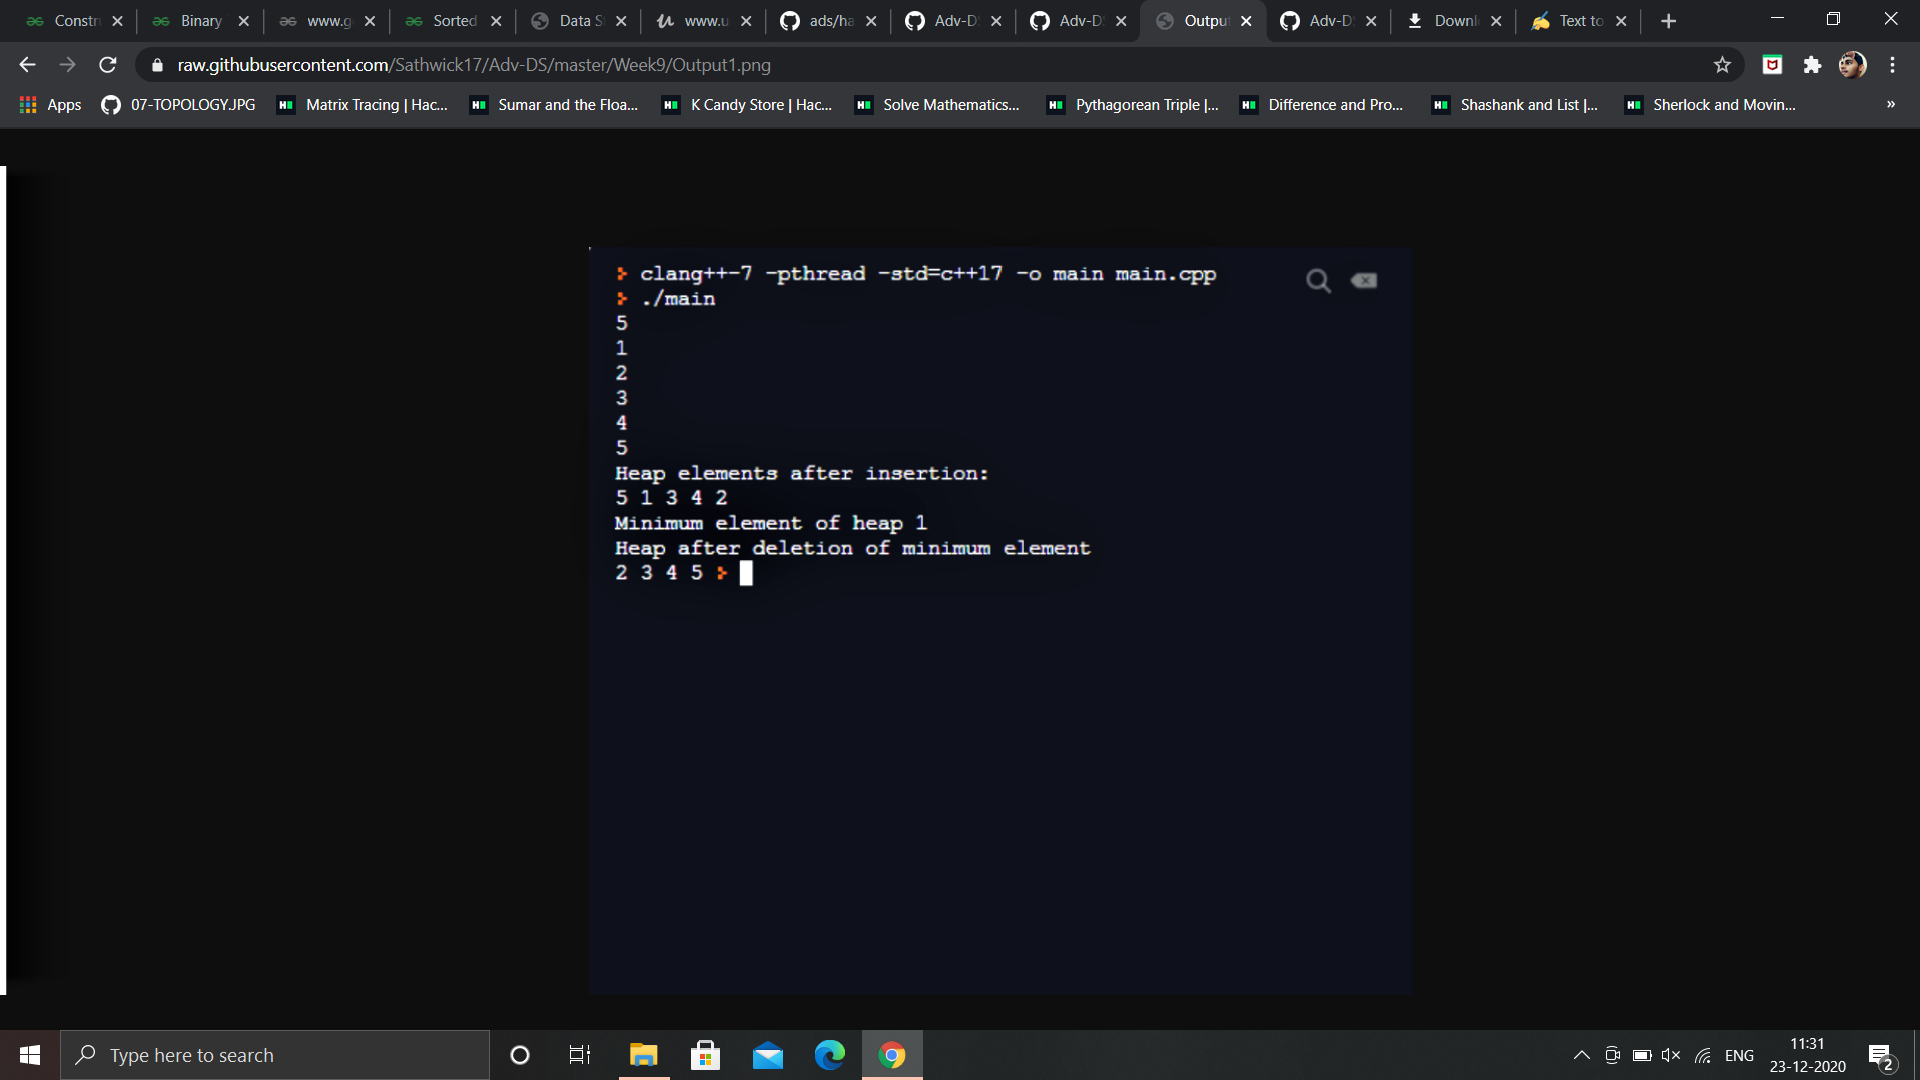 Constr
Binary
www.g
Sorted
Data S
www.u
ads/ha
Adv-D
Adv-D
Outpu
Adv-D
Downl
Text to
raw.githubusercontent.com/Sathwick17/Adv-DS/master/Week9/Output1.png
Apps
07-TOPOLOGY.JPG
Matrix Tracing | Hac...
Sumar and the Floa...
K Candy Store | Hac...
Solve Mathematics...
Pythagorean Triple |...
Difference and Pro...
Shashank and List |...
Sherlock and Movin...
»
clang++-7 -pthread -std=c++17 -o main main.cpp
./main
5
1
2
3
4
5
Heap elements after insertion:
5 1 3 4 2
Minimum element of heap 1
Heap after deletion of minimum element
2 3 4 5
Type here to search
ENG
11:31
23-12-2020
2